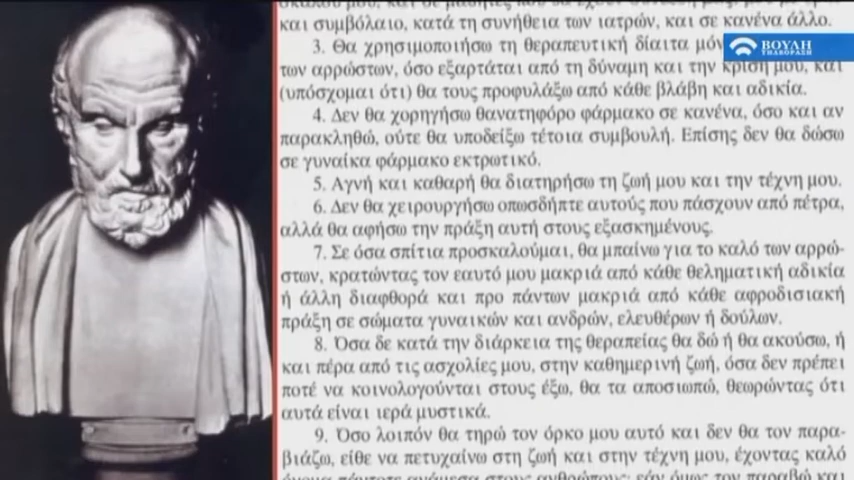 και συμβόλαιο, κατά τη συνήθεια των ιατρών, και σε κανένα άλλο.
3. Θα χρησιμοποιήσω τη θεραπευτική δίαιτα
των αρρώστων, όσο εξαρτάται από τη δύναμη και την κρίση μου, και
(υπόσχομαι ότι) θα τους προφυλάξω από κάθε βλάβη και αδικία.
4. Δεν θα χορηγήσω θανατηφόρο φάρμακο σε κανένα, όσο και αν
παρακληθώ, ούτε θα υποδείξω τέτοια συμβουλή. Επίσης δεν θα δώσω
σε γυναίκα φάρμακο εκτρωτικό.
5. Αγνή και καθαρή θα διατηρήσω τη ζωή μου και την τέχνη μου.
6. Δεν θα χειρουργήσω οπωσδήπτε αυτούς που πάσχουν από πέτρα,
αλλά θα αφήσω την πράξη αυτή στους εξασκημένους.
7. Σε όσα σπίτια προσκαλούμαι, θα μπαίνω για το καλό των αρρώ-
στων, κρατώντας τον εαυτό μου μακριά από κάθε θεληματική αδικία
ή άλλη διαφθορά και προ πάντων μακριά από κάθε αφροδισιακή
πράξη σε σώματα γυναικών και ανδρών, ελευθέρων ή δούλων.
8. Όσα δε κατά την διάρκεια της θεραπείας θα δώ ή θα ακούσω, ή
και πέρα από τις ασχολίες μου, στην καθημερινή ζωή, όσα δεν πρέπει
ποτέ να κοινολογούνται στους έξω, θα τα αποσιωπώ, θεωρώντας ότι
αυτά είναι ιερά μυστικά.
9. Όσο λοιπόν θα τηρώ τον όρκο μου αυτό και δεν θα τον παρα-
βιάζω, είθε να πετυχαίνω στη ζωή και στην τέχνη μου, έχοντας καλό
ΒΟΥΛΗ
ΤΗΛΕΟΡΑΣΗ